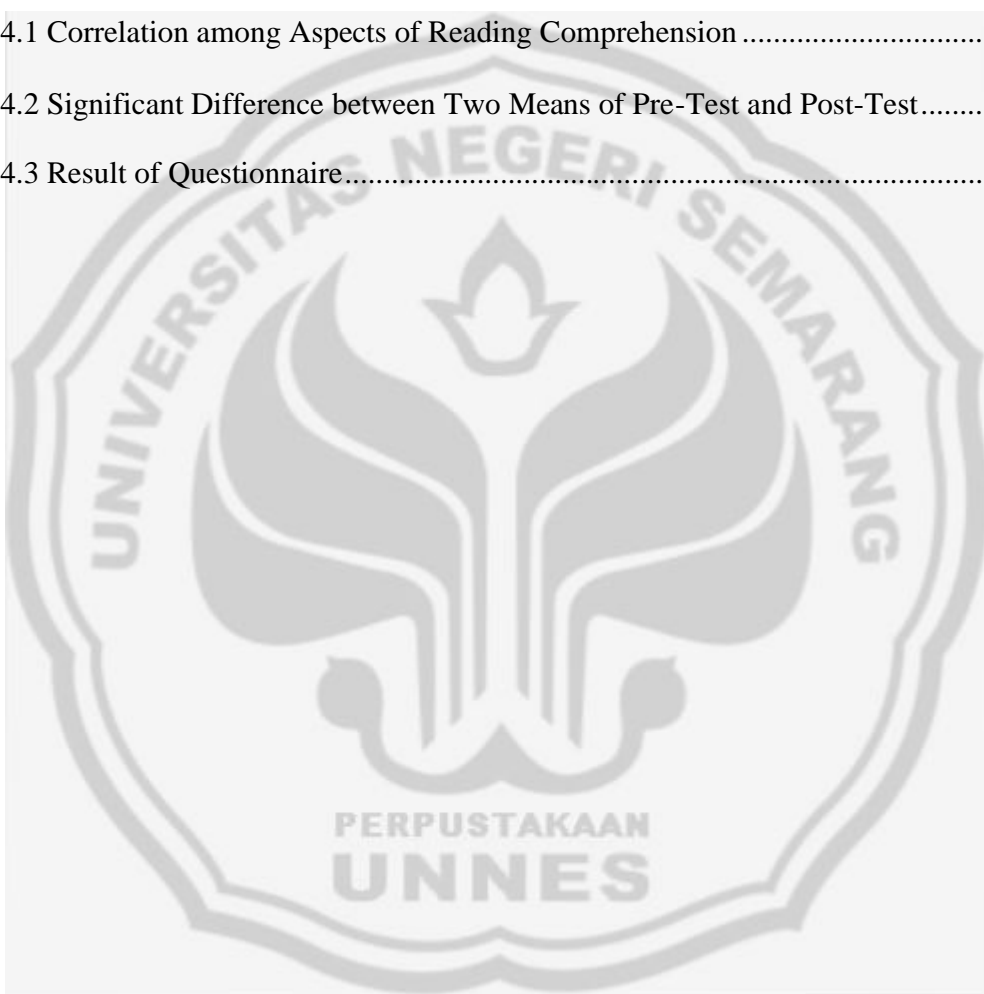 4.1 Correlation among Aspects of Reading Comprehension ..............................
4.2 Significant Difference between Two Means of Pre-Test and Post-Test........
4.3 Result of Questionnaire..................................................................................
UNIVERSITAS NEGERI SEMARANG
PERPUSTAKAAN
UNNES